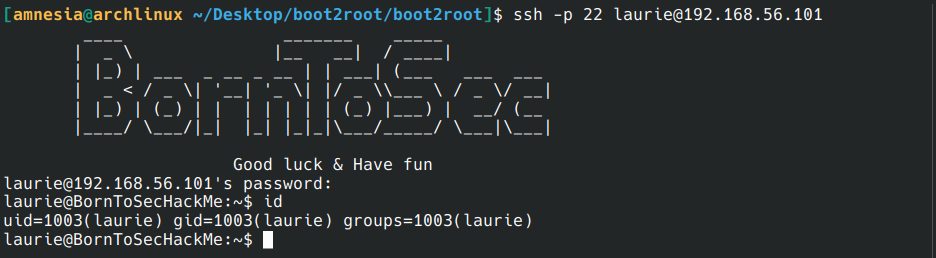 [amnesia@archlinux ~/Desktop/boot2root/boot2root]$ ssh -p 22 laurie@192.168.56.101
BornToSec
Good luck & Have fun
laurie@192.168.56.101's password:
laurie@BornToSecHackMe:~$ id
uid=1003(laurie) gid=1003(laurie) groups=1003(laurie)
laurie@BornToSecHackMe:~$